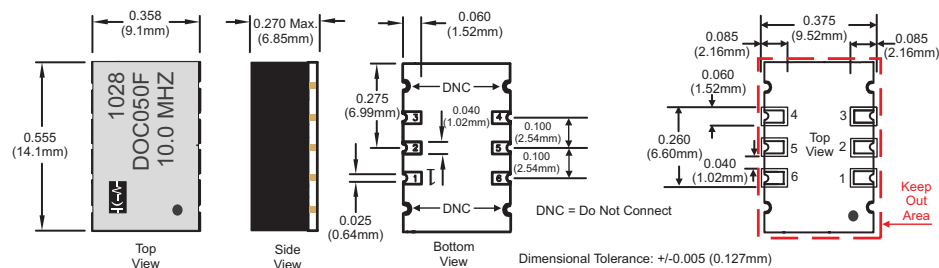 0.358
(9.1mm)
0.555
(14.1mm)
1028
DOC050F
10.0 MHZ
Top
View
0.270 Max.
(6.85mm)
Side
View
0.060
(1.52mm)
0.275
(6.99mm)
0.025
(0.64mm)
DNC
3
4
0.040
(1.02mm)
2
5
1
1
6
DNC
0.100
(2.54mm)
0.100
(2.54mm)
Bottom
View
DNC = Do Not Connect
Dimensional Tolerance: +/-0.005 (0.127mm)
0.375
(9.52mm)
0.085
(2.16mm)
0.085
(2.16mm)
0.060
(1.52mm)
0.260
(6.60mm)
0.040
(1.02mm)
4
3
Top
View
5
2
6
1
Keep
Out
Area